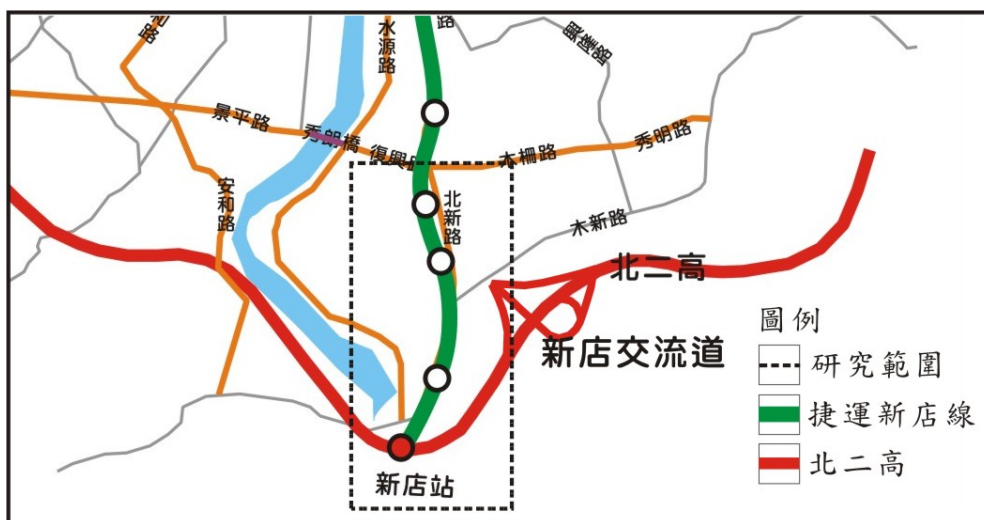 水源路
路
興隆路
景平路
秀朗橋
復興
木柵路
秀明路
安和路
北新路
木新路
北二高
新店交流道
新店站
圖例
研究範圍
捷運新店線
北二高